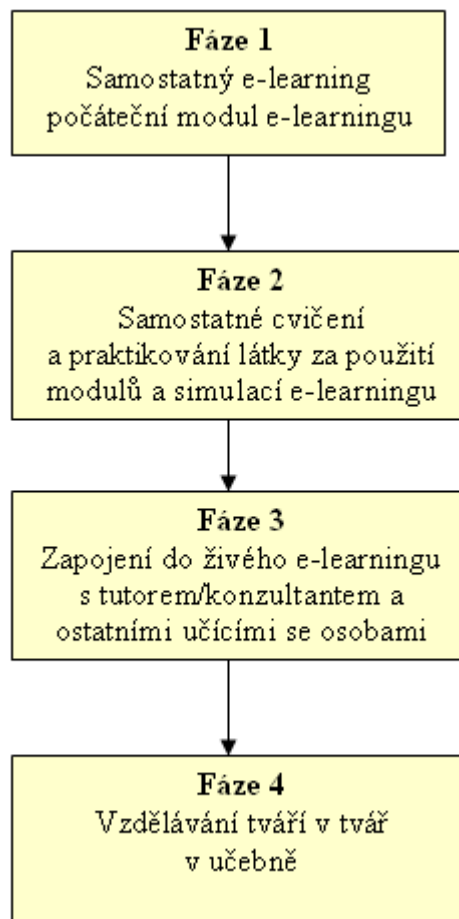 Fáze 1
Samostatný e-learning
počáteční modul e-learningu
Fáze 2
Samostatné cvičení
a praktikování látky za použití
modulů a simulací e-learningu
Fáze 3
Zapojení do živého e-learningu
s tutorem/konzultantem a
ostatními učícími se osobami
Fáze 4
Vzdělávání tváří v tvář
v učebně